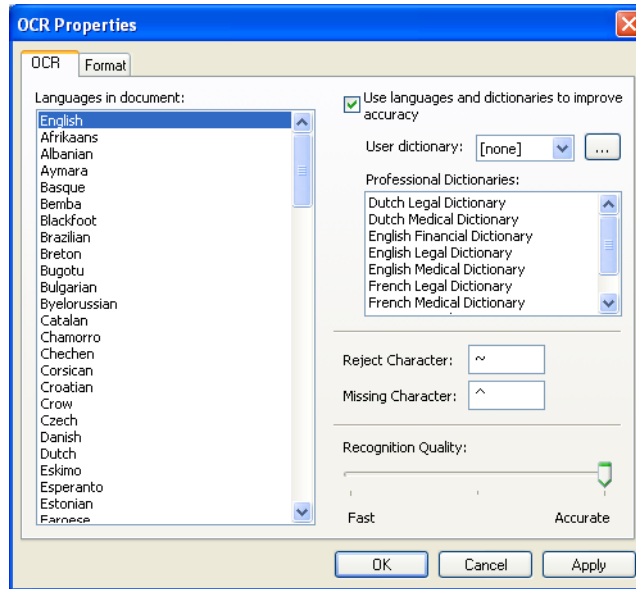 OCR Properties
OCR
Format
Languages in document:
English
Afrikaans
Albanian
Aymara
Basque
Bemba
Blackfoot
Brazilian
Breton
Bugotu
Bulgarian
Byelorussian
Catalan
Chamorro
Chechen
Corsican
Croatian
Crow
Czech
Danish
Dutch
Eskimo
Esperanto
Estonian
Faroese
Use languages and dictionaries to improve
accuracy
User dictionary: [none] ...
Professional Dictionaries:
Dutch Legal Dictionary
Dutch Medical Dictionary
English Financial Dictionary
English Legal Dictionary
English Medical Dictionary
French Legal Dictionary
French Medical Dictionary
Reject Character: ~
Missing Character: ^
Recognition Quality:
Fast Accurate
OK Cancel Apply